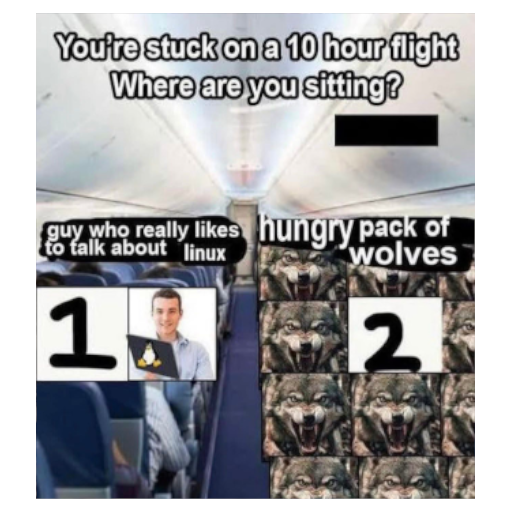 You're stuck on a 10 hour flight
Where are you sitting?
guy who really likes
to talk about linux
hungry pack of
wolves
1
2